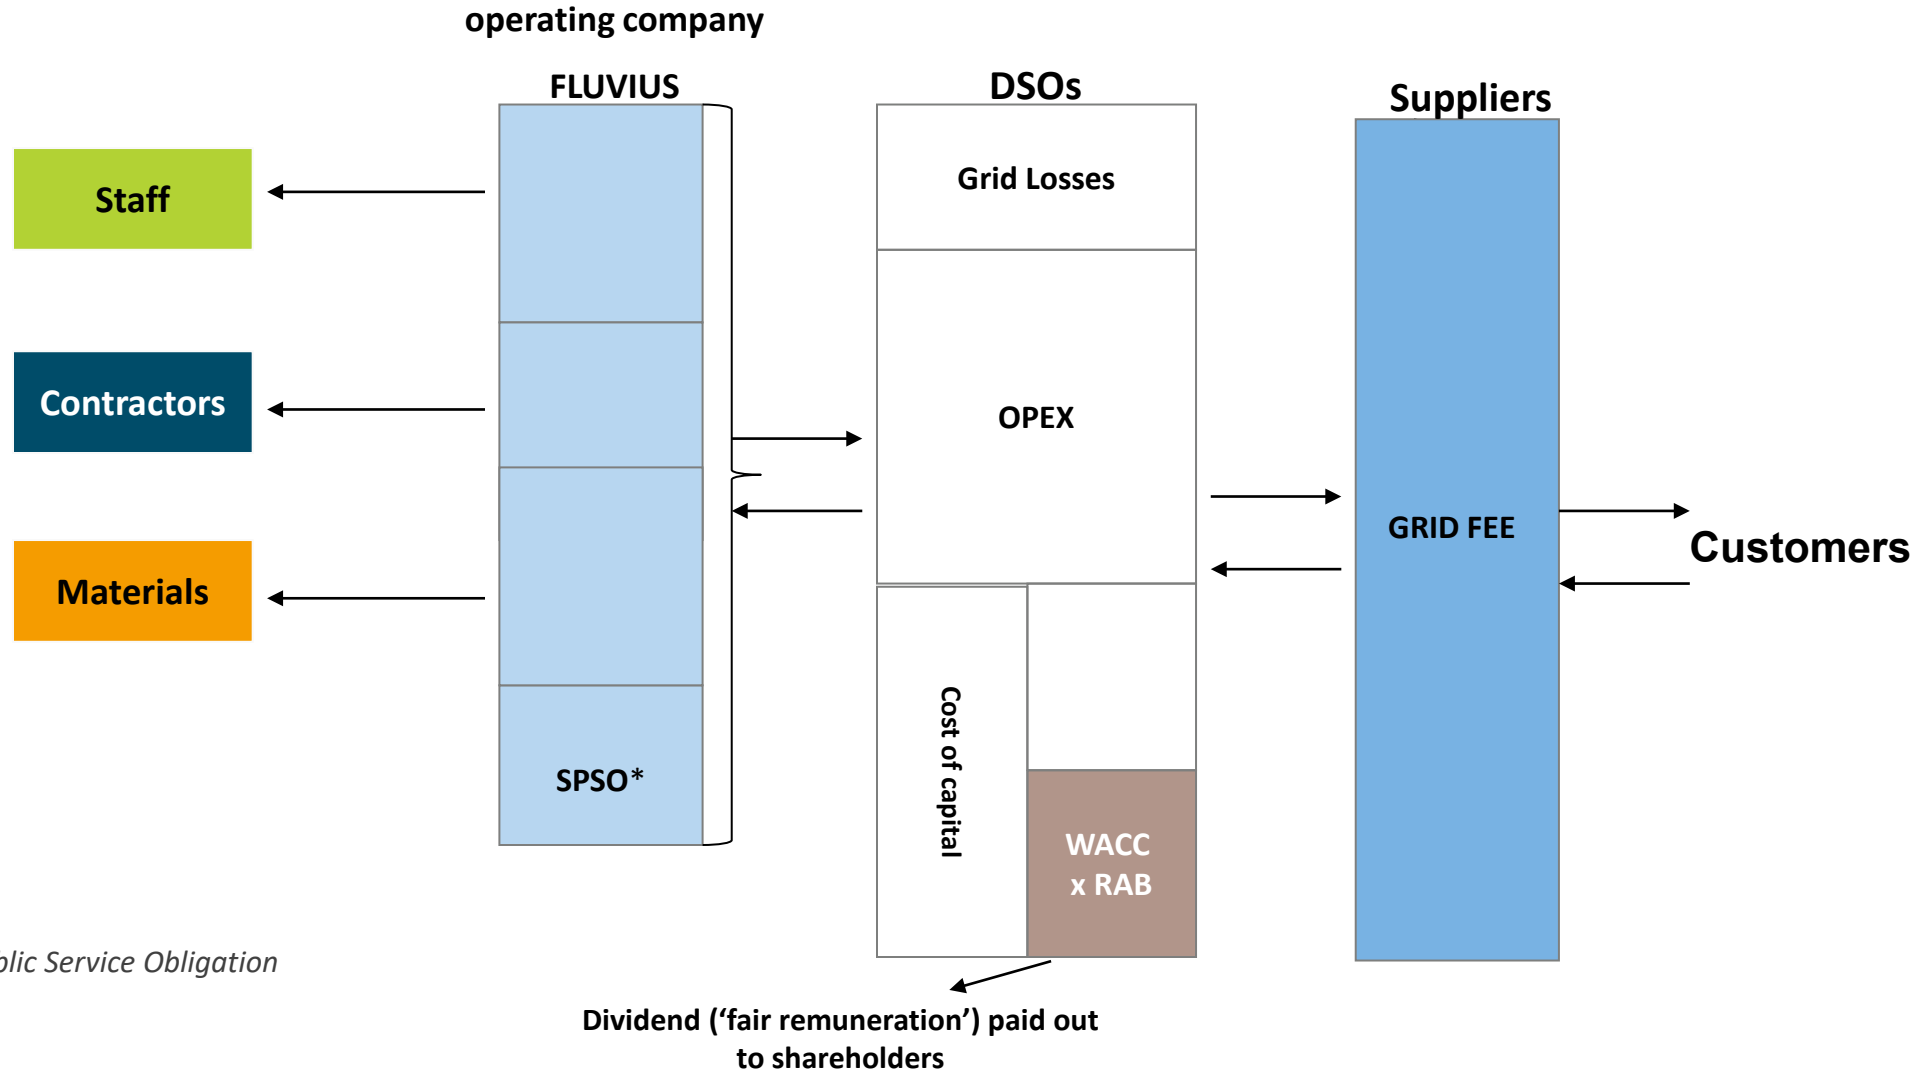 operating company
FLUVIUS
DSOs
Suppliers
Staff
Contractors
Materials
SPSO*
Grid Losses
OPEX
Cost of capital
WACC
x RAB
GRID FEE
Customers
Service Obligation
Dividend (‘fair remuneration’) paid out
to shareholders